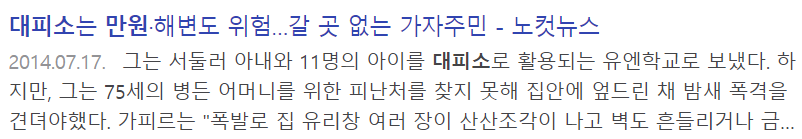 대피소는 만원·해변도 위험...갈 곳 없는 가자주민 - 노컷뉴스
2014.07.17. 그는 서둘러 아내와 11명의 아이를 대피소로 활용되는 유엔학교로 보냈다. 하
지만, 그는 75세의 병든 어머니를 위한 피난처를 찾지 못해 집안에 엎드린 채 밤새 폭격을
견뎌야했다. 가피르는 "폭발로 집 유리창 여러 장이 산산조각이 나고 벽도 흔들리거나 금...